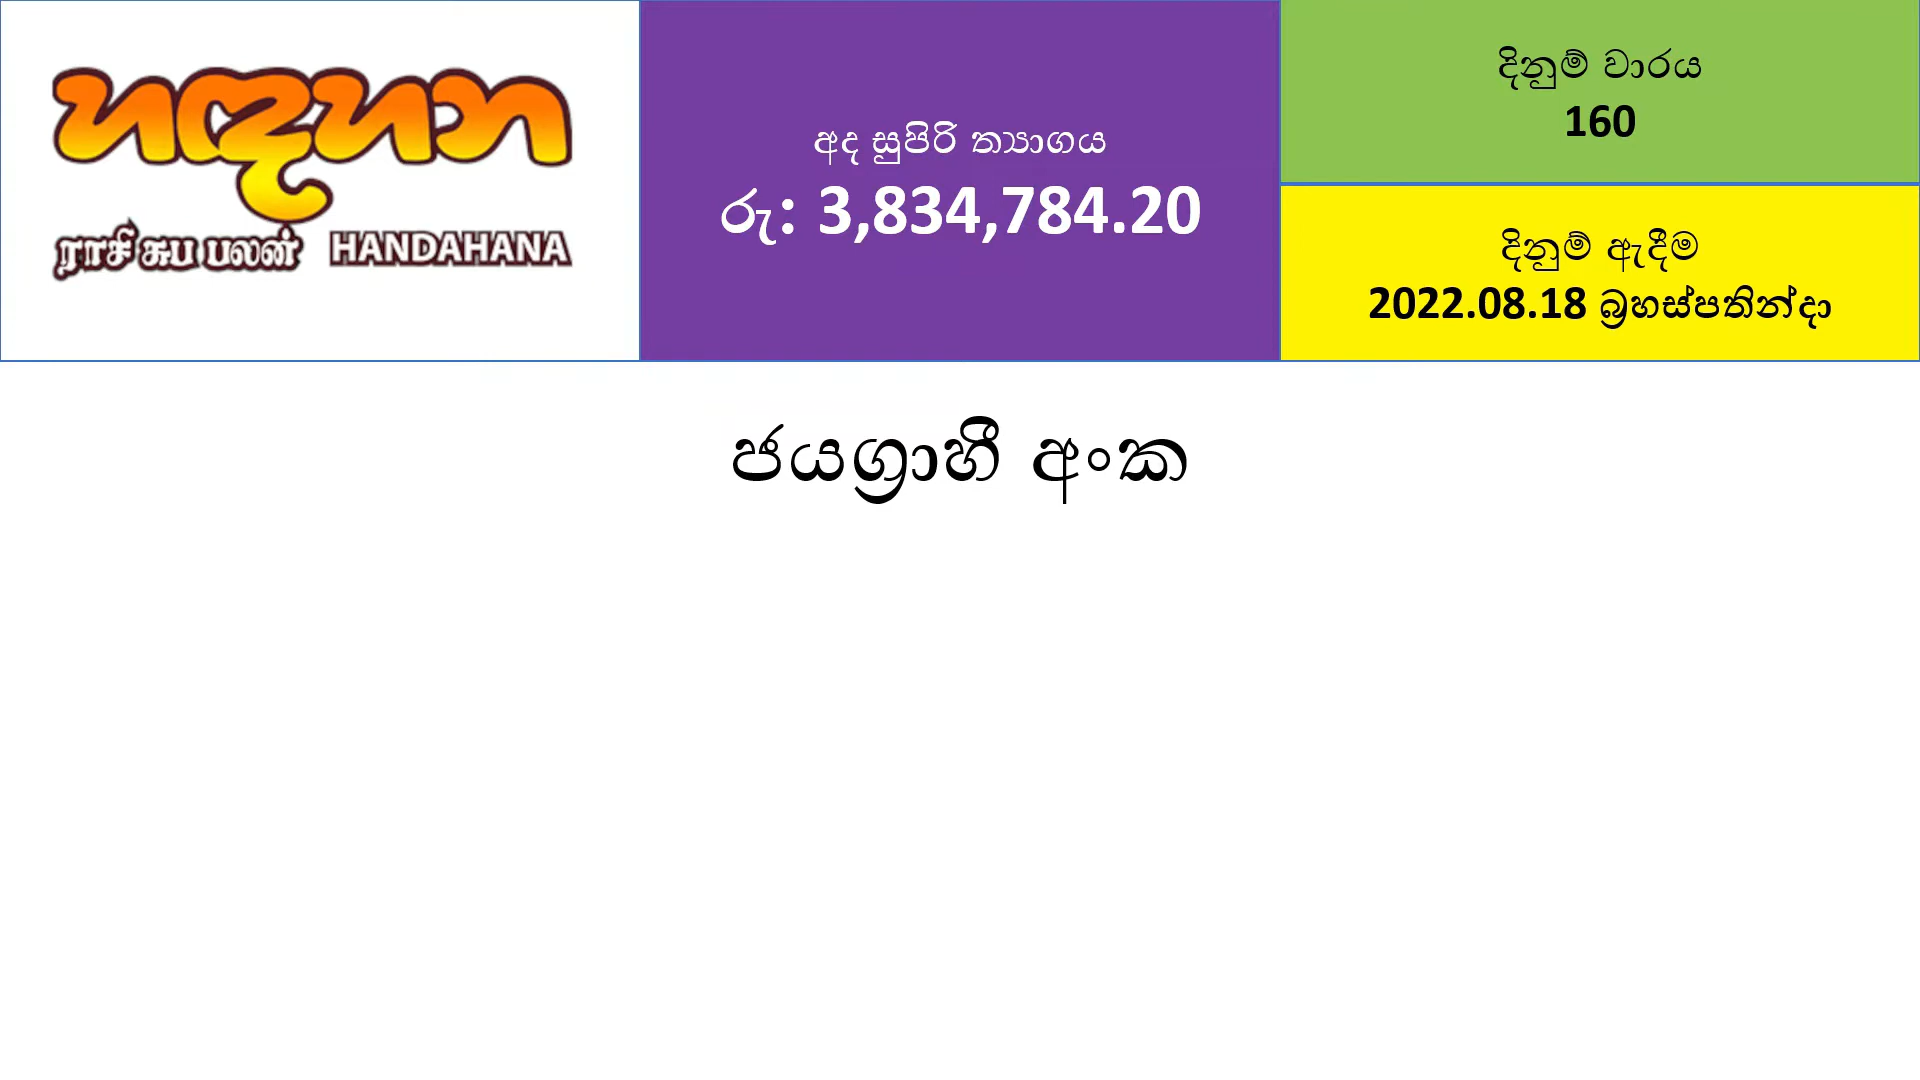 හඳහන
ராசி சுப பலன் HANDAHANA
අද සුපිරි ත්‍යාගය
රු: 3,834,784.20
දිනුම් වාරය
160
දිනුම් ඇදීම
2022.08.18 බ්‍රහස්පතින්දා
ජයග්‍රාහී අංක